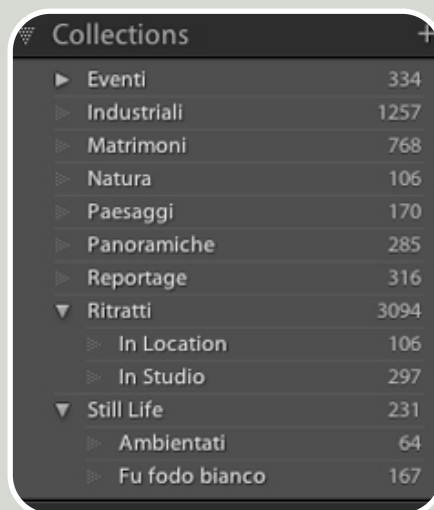 Collections +
Eventi 334
Industriali 1257
Matrimoni 768
Natura 106
Paesaggi 170
Panoramiche 285
Reportage 316
Ritratti 3094
In Location 106
In Studio 297
Still Life 231
Ambientati 64
Fu fodo bianco 167